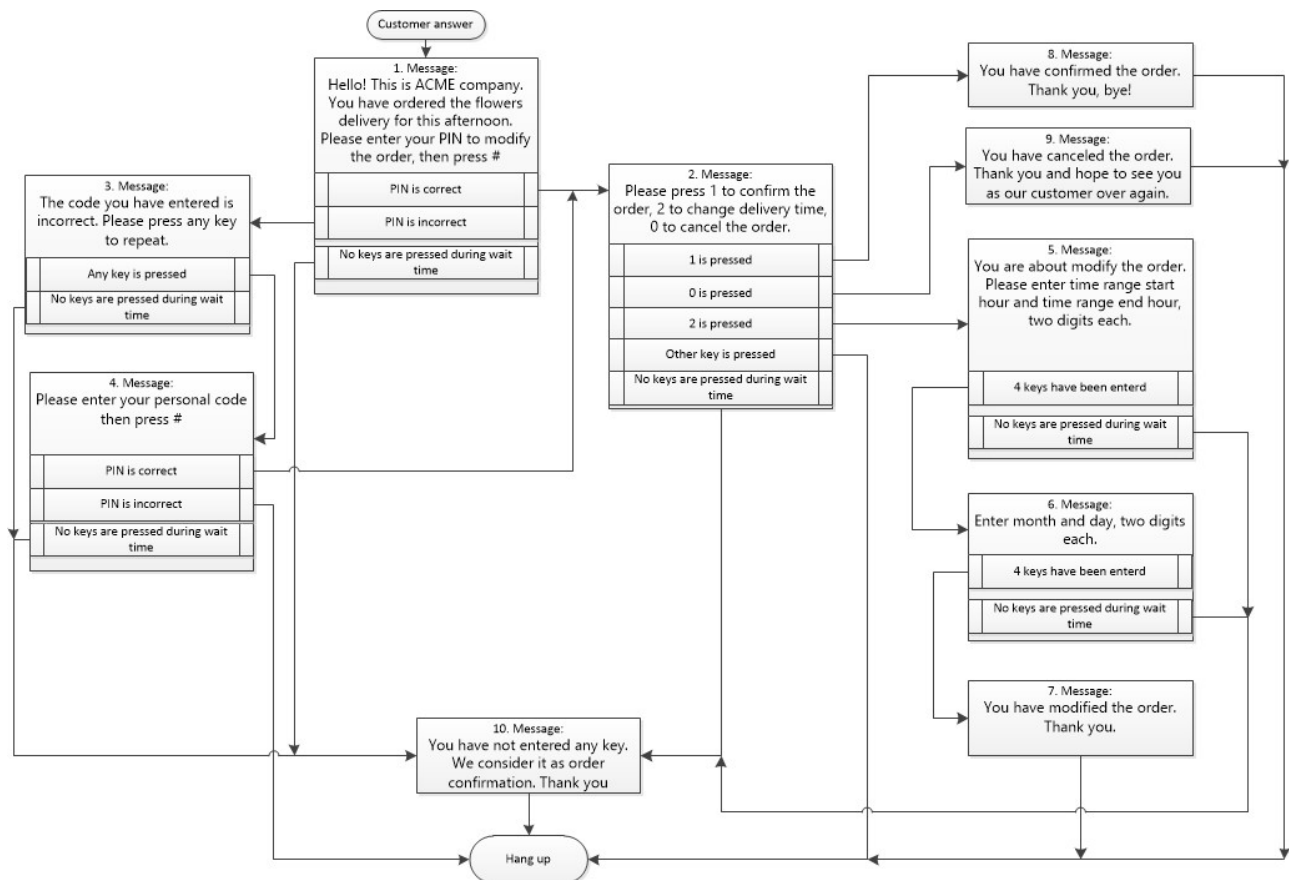 Customer answer
1. Message:
Hello! This is ACME company.
You have ordered the flowers
delivery for this afternoon.
Please enter your PIN to modify
the order, then press #
PIN is correct
PIN is incorrect
No keys are pressed during wait
time
2. Message:
Please press 1 to confirm the
order, 2 to change delivery time,
0 to cancel the order.
1 is pressed
0 is pressed
2 is pressed
Other key is pressed
No keys are pressed during wait
time
3. Message:
The code you have entered is
incorrect. Please press any key
to repeat.
Any key is pressed
No keys are pressed during wait
time
4. Message:
Please enter your personal code
then press #
PIN is correct
PIN is incorrect
No keys are pressed during wait
time
8. Message:
You have confirmed the order.
Thank you, bye!
9. Message:
You have canceled the order.
Thank you and hope to see you
as our customer over again.
5. Message:
You are about modify the order.
Please enter time range start
hour and time range end hour,
two digits each.
4 keys have been enterd
No keys are pressed during wait
time
6. Message:
Enter month and day, two digits
each.
4 keys have been enterd
No keys are pressed during wait
time
7. Message:
You have modified the order.
Thank you.
10. Message:
You have not entered any key.
We consider it as order
confirmation. Thank you
Hang up